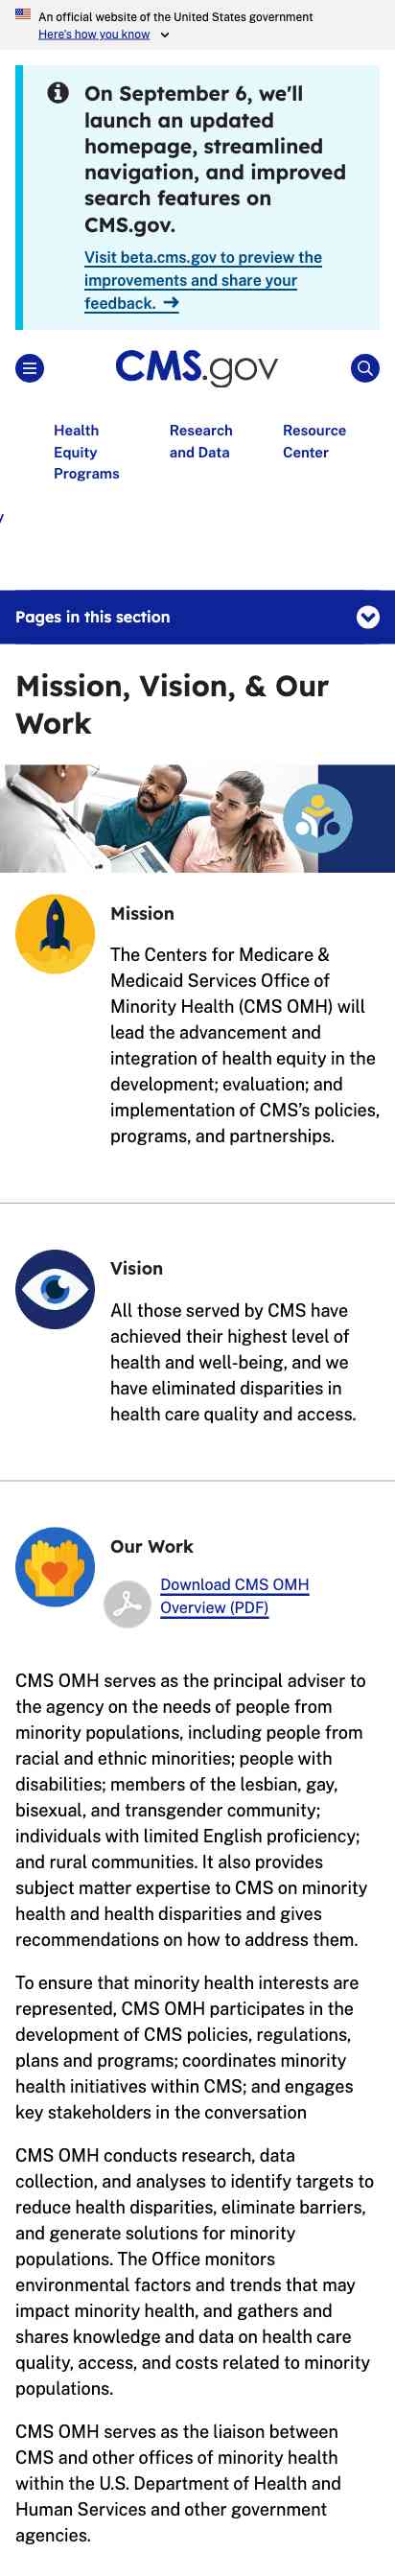 An official website of the United States government
Here's how you know
On September 6, we'll
launch an updated
homepage, streamlined
navigation, and improved
search features on
CMS.gov.
Visit beta.cms.gov to preview the
improvements and share your
feedback. →
CMS.gov
Health
Equity
Programs
Research
and Data
Resource
Center
y
Pages in this section
Mission, Vision, & Our
Work
Mission
The Centers for Medicare &
Medicaid Services Office of
Minority Health (CMS OMH) will
lead the advancement and
integration of health equity in the
development; evaluation; and
implementation of CMS’s policies,
programs, and partnerships.
Vision
All those served by CMS have
achieved their highest level of
health and well-being, and we
have eliminated disparities in
health care quality and access.
Our Work
Download CMS OMH
Overview (PDF)
CMS OMH serves as the principal adviser to
the agency on the needs of people from
minority populations, including people from
racial and ethnic minorities; people with
disabilities; members of the lesbian, gay,
bisexual, and transgender community;
individuals with limited English proficiency;
and rural communities. It also provides
subject matter expertise to CMS on minority
health and health disparities and gives
recommendations on how to address them.
To ensure that minority health interests are
represented, CMS OMH participates in the
development of CMS policies, regulations,
plans and programs; coordinates minority
health initiatives within CMS; and engages
key stakeholders in the conversation
CMS OMH conducts research, data
collection, and analyses to identify targets to
reduce health disparities, eliminate barriers,
and generate solutions for minority
populations. The Office monitors
environmental factors and trends that may
impact minority health, and gathers and
shares knowledge and data on health care
quality, access, and costs related to minority
populations.
CMS OMH serves as the liaison between
CMS and other offices of minority health
within the U.S. Department of Health and
Human Services and other government
agencies.